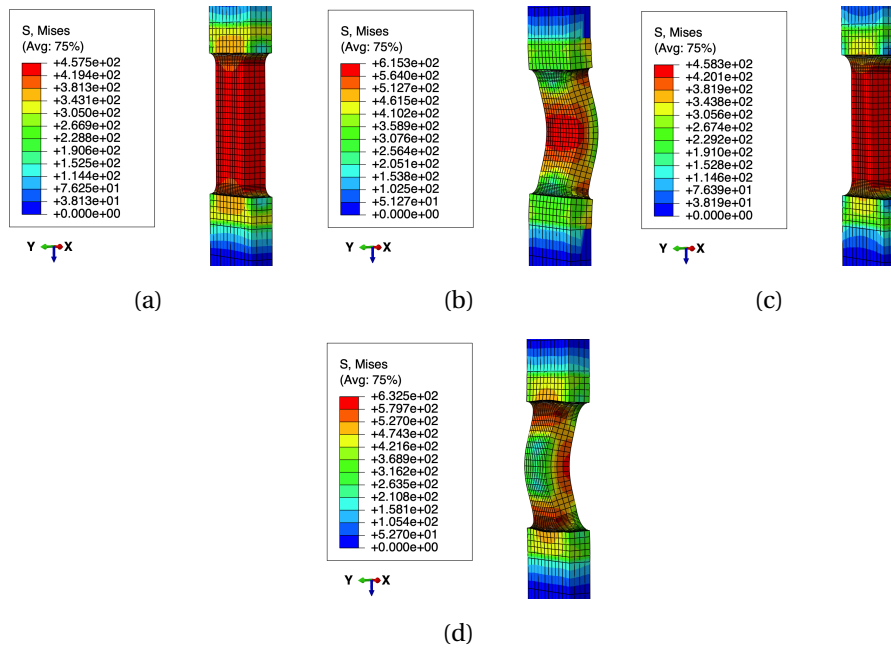 S, Mises
(Avg: 75%)
+4.575e+02
+4.194e+02
+3.813e+02
+3.431e+02
+3.050e+02
+2.669e+02
+2.288e+02
+1.906e+02
+1.525e+02
+1.144e+02
+7.625e+01
+3.813e+01
+0.000e+00
Y X
(a)
S, Mises
(Avg: 75%)
+6.153e+02
+5.640e+02
+5.127e+02
+4.615e+02
+4.102e+02
+3.589e+02
+3.076e+02
+2.564e+02
+2.051e+02
+1.538e+02
+1.025e+02
+5.127e+01
+0.000e+00
Y X
(b)
S, Mises
(Avg: 75%)
+4.583e+02
+4.201e+02
+3.819e+02
+3.438e+02
+3.056e+02
+2.674e+02
+2.292e+02
+1.910e+02
+1.528e+02
+1.146e+02
+7.639e+01
+3.819e+01
+0.000e+00
Y X
(c)
S, Mises
(Avg: 75%)
+6.325e+02
+5.797e+02
+5.270e+02
+4.743e+02
+4.216e+02
+3.689e+02
+3.162e+02
+2.635e+02
+2.108e+02
+1.581e+02
+1.054e+02
+5.270e+01
+0.000e+00
Y X
(d)